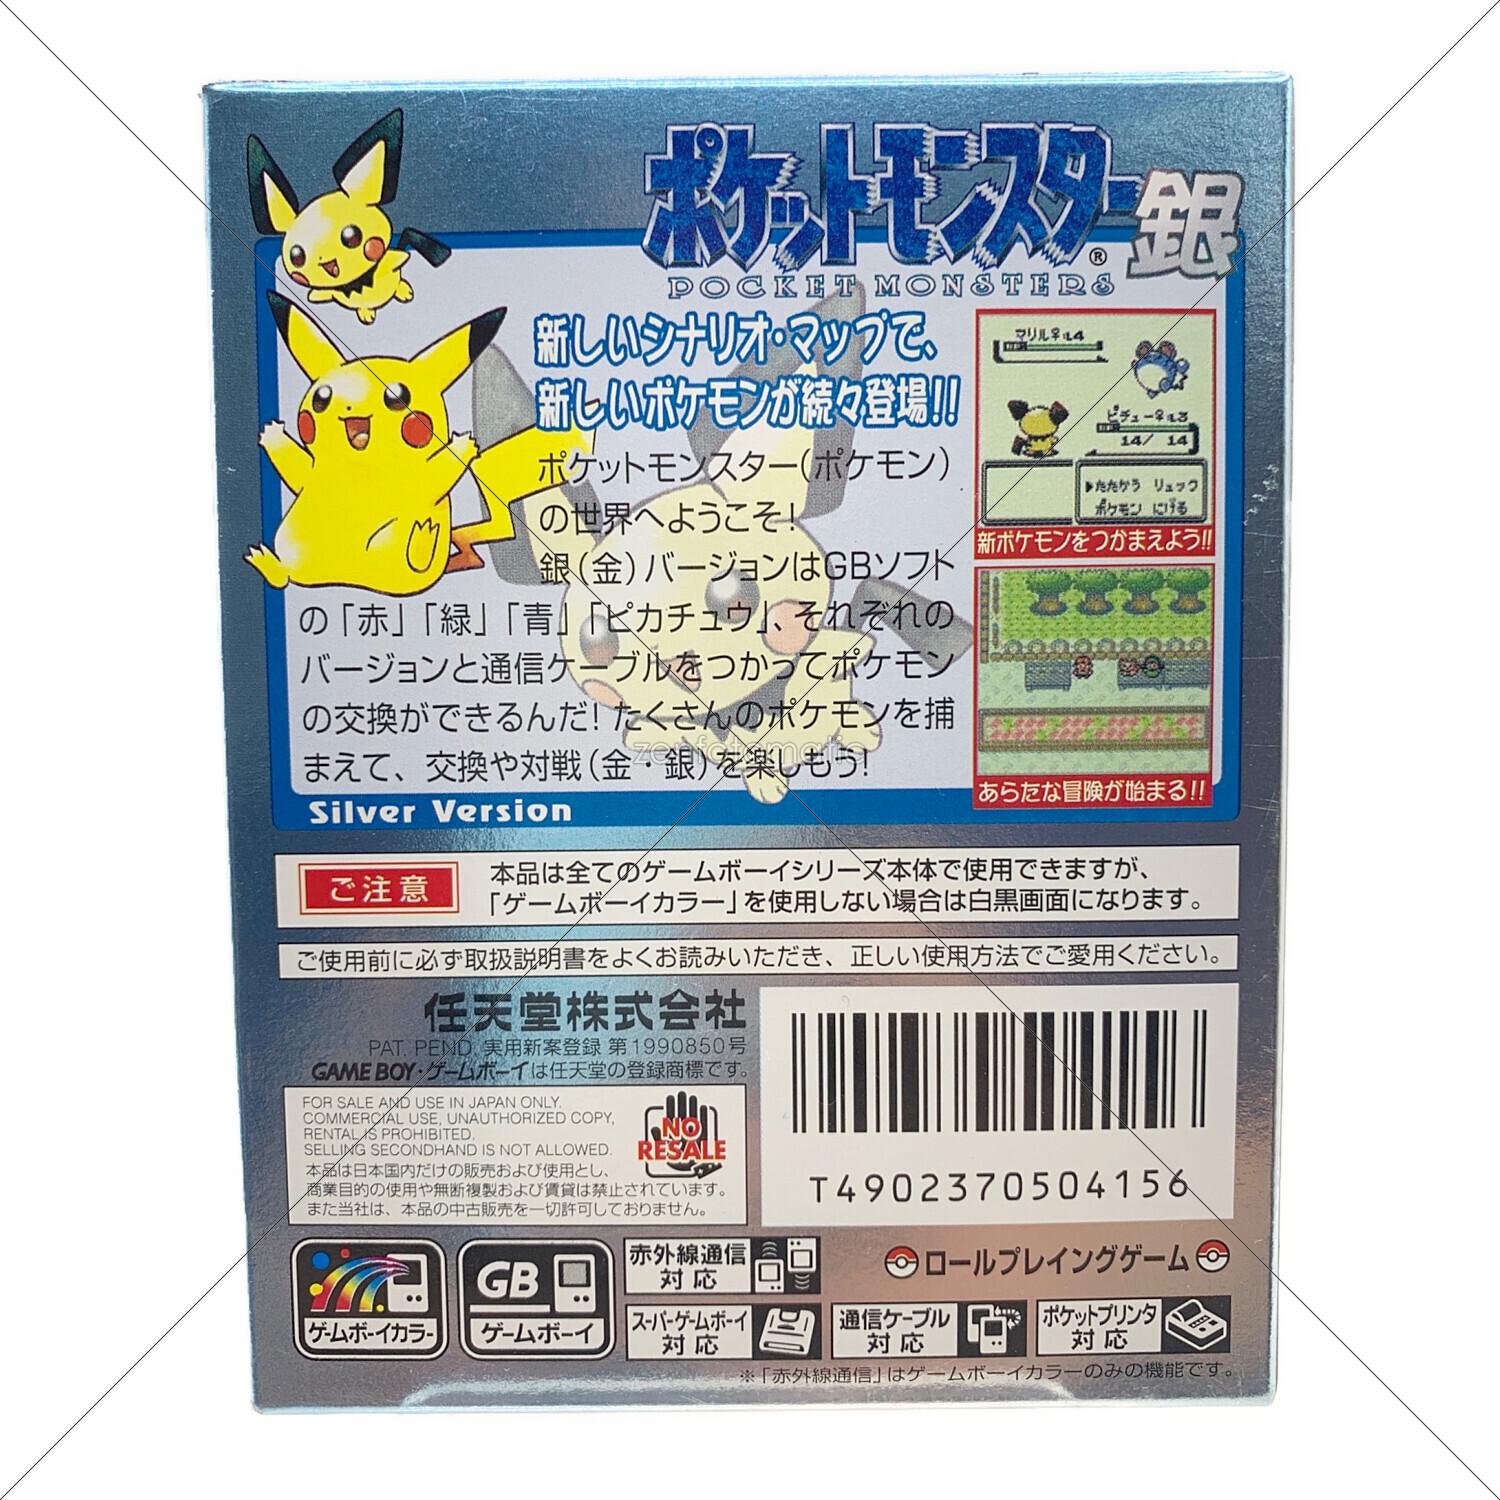 ポケットモンスター銀
®
POCKET MONSTERS
新しいシナリオ・マップで、
新しいポケモンが続々登場!!
ポケットモンスター(ポケモン)
の世界へようこそ!
銀(金)バージョンはGBソフト
の「赤」「緑」「青」「ピカチュウ」、それぞれの
バージョンと通信ケーブルをつかってポケモン
の交換ができるんだ! たくさんのポケモンを捕
まえて、交換や対戦(金・銀)を楽しもう!
zenfotomatic
Silver Version
マリル♀:L4
ピチュー♀:L3
14/ 14
▶たたかう リュック
ポケモン にげる
新ポケモンをつかまえよう!!
あらたな冒険が始まる!!
ご注意
本品は全てのゲームボーイシリーズ本体で使用できますが、
「ゲームボーイカラー」を使用しない場合は白黒画面になります。
ご使用前に必ず取扱説明書をよくお読みいただき、正しい使用方法でご愛用ください。
任天堂株式会社
PAT. PEND. 実用新案登録 第1990850号
GAME BOY・ゲームボーイは任天堂の登録商標です。
FOR SALE AND USE IN JAPAN ONLY.
COMMERCIAL USE, UNAUTHORIZED COPY,
RENTAL IS PROHIBITED.
SELLING SECONDHAND IS NOT ALLOWED.
本品は日本国内だけの販売および使用とし、
商業目的の使用や無断複製および賃貸は禁止されています。
また当社は、本品の中古販売を一切許可しておりません。
NO
RESALE
T4902370504156
ゲームボーイカラー
GB
ゲームボーイ
赤外線通信
対応
ロールプレイングゲーム
スーパーゲームボーイ
対応
通信ケーブル
対応
ポケットプリンタ
対応
※「赤外線通信」はゲームボーイカラーのみの機能です。